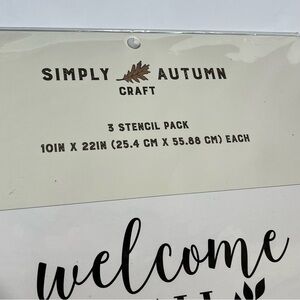 SIMPLY AUTUMN
CRAFT
3 STENCIL PACK
10IN X 22IN (25.4 CM X 55.88 CM) EACH
welcome